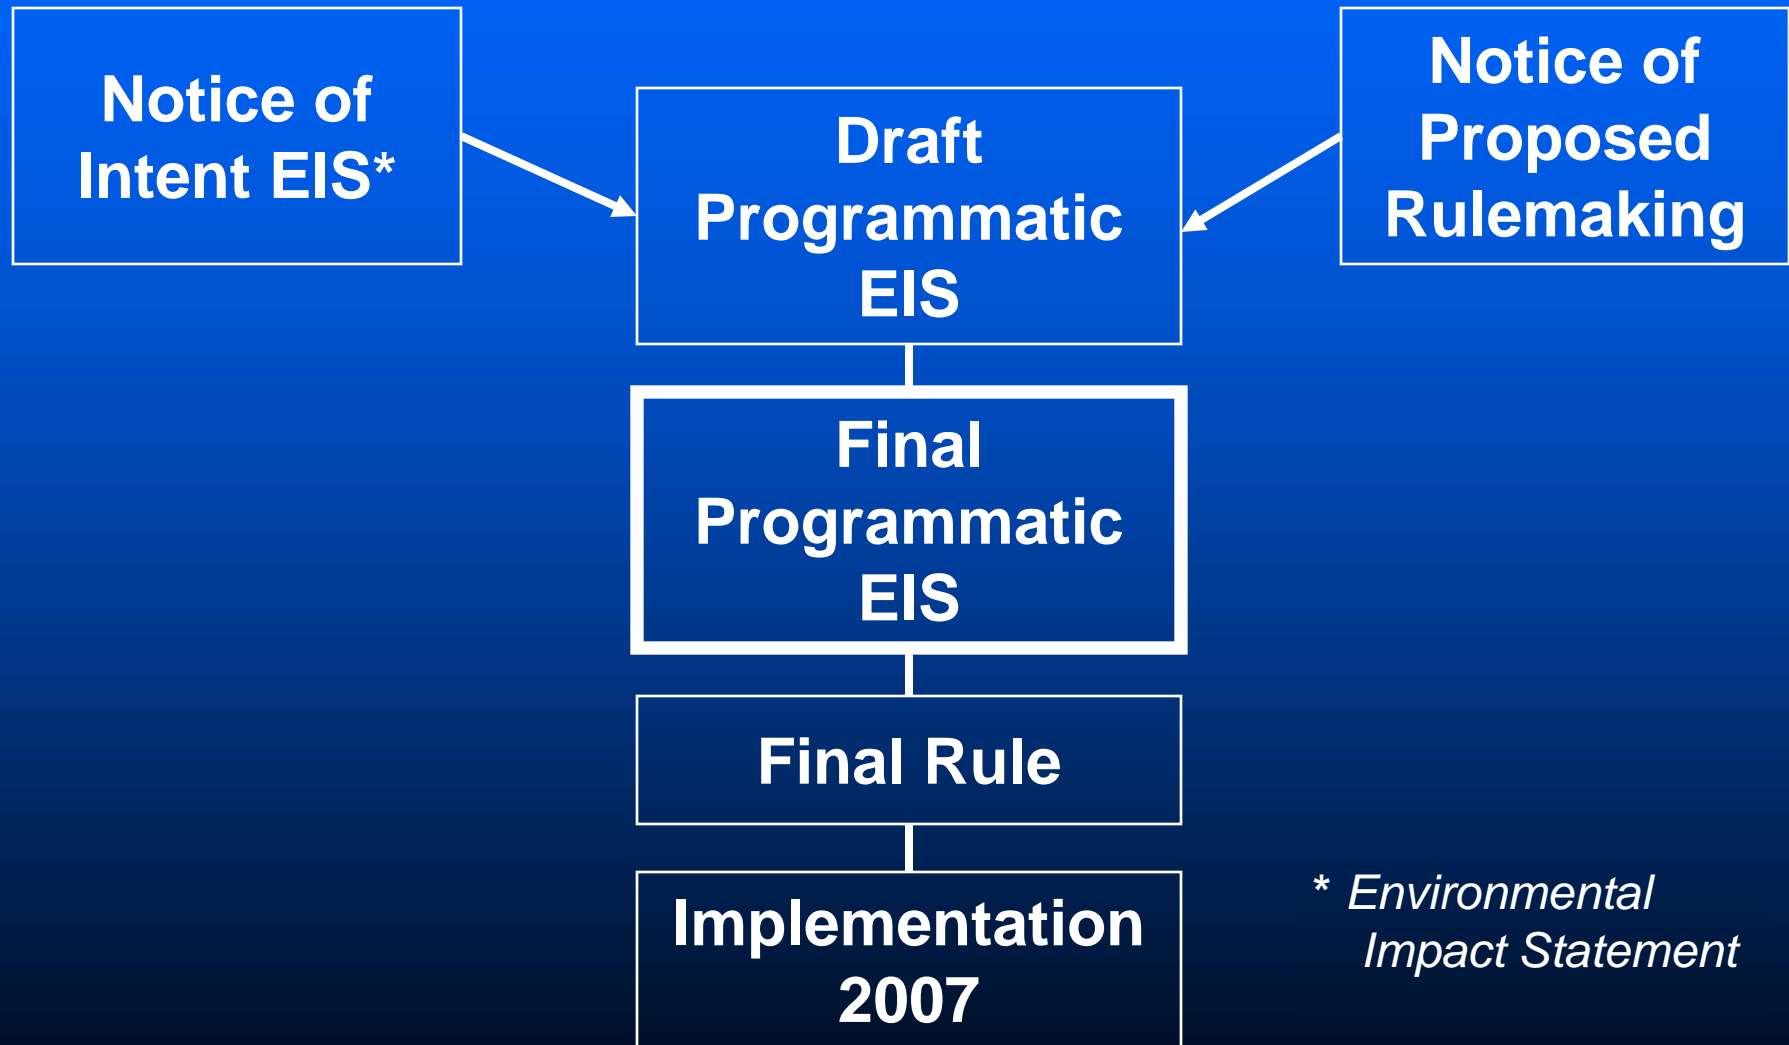 Notice of
Intent EIS*
Draft
Programmatic
EIS
Notice of
Proposed
Rulemaking
Final
Programmatic
EIS
Final Rule
Implementation
2007
* Environmental
Impact Statement